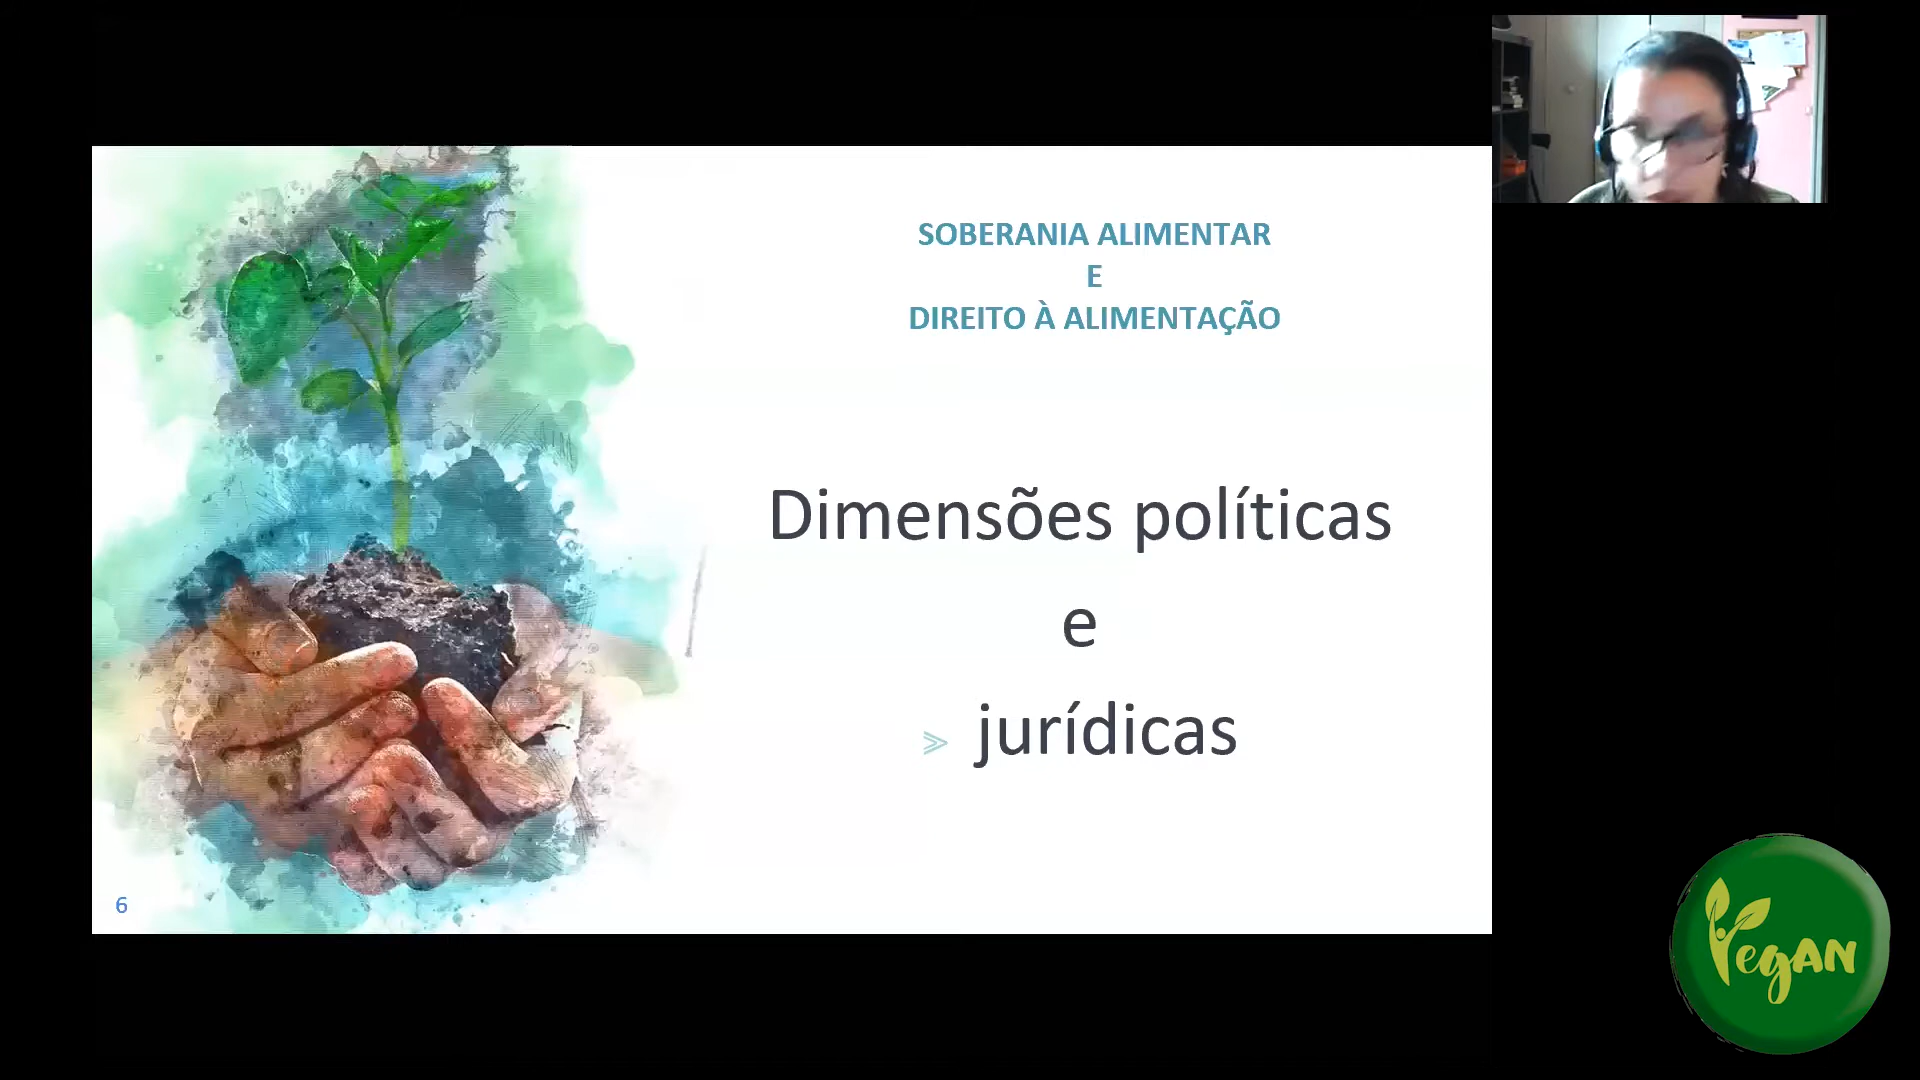 SOBERANIA ALIMENTAR
E
DIREITO À ALIMENTAÇÃO
Dimensões políticas
e
jurídicas
6
VegAN